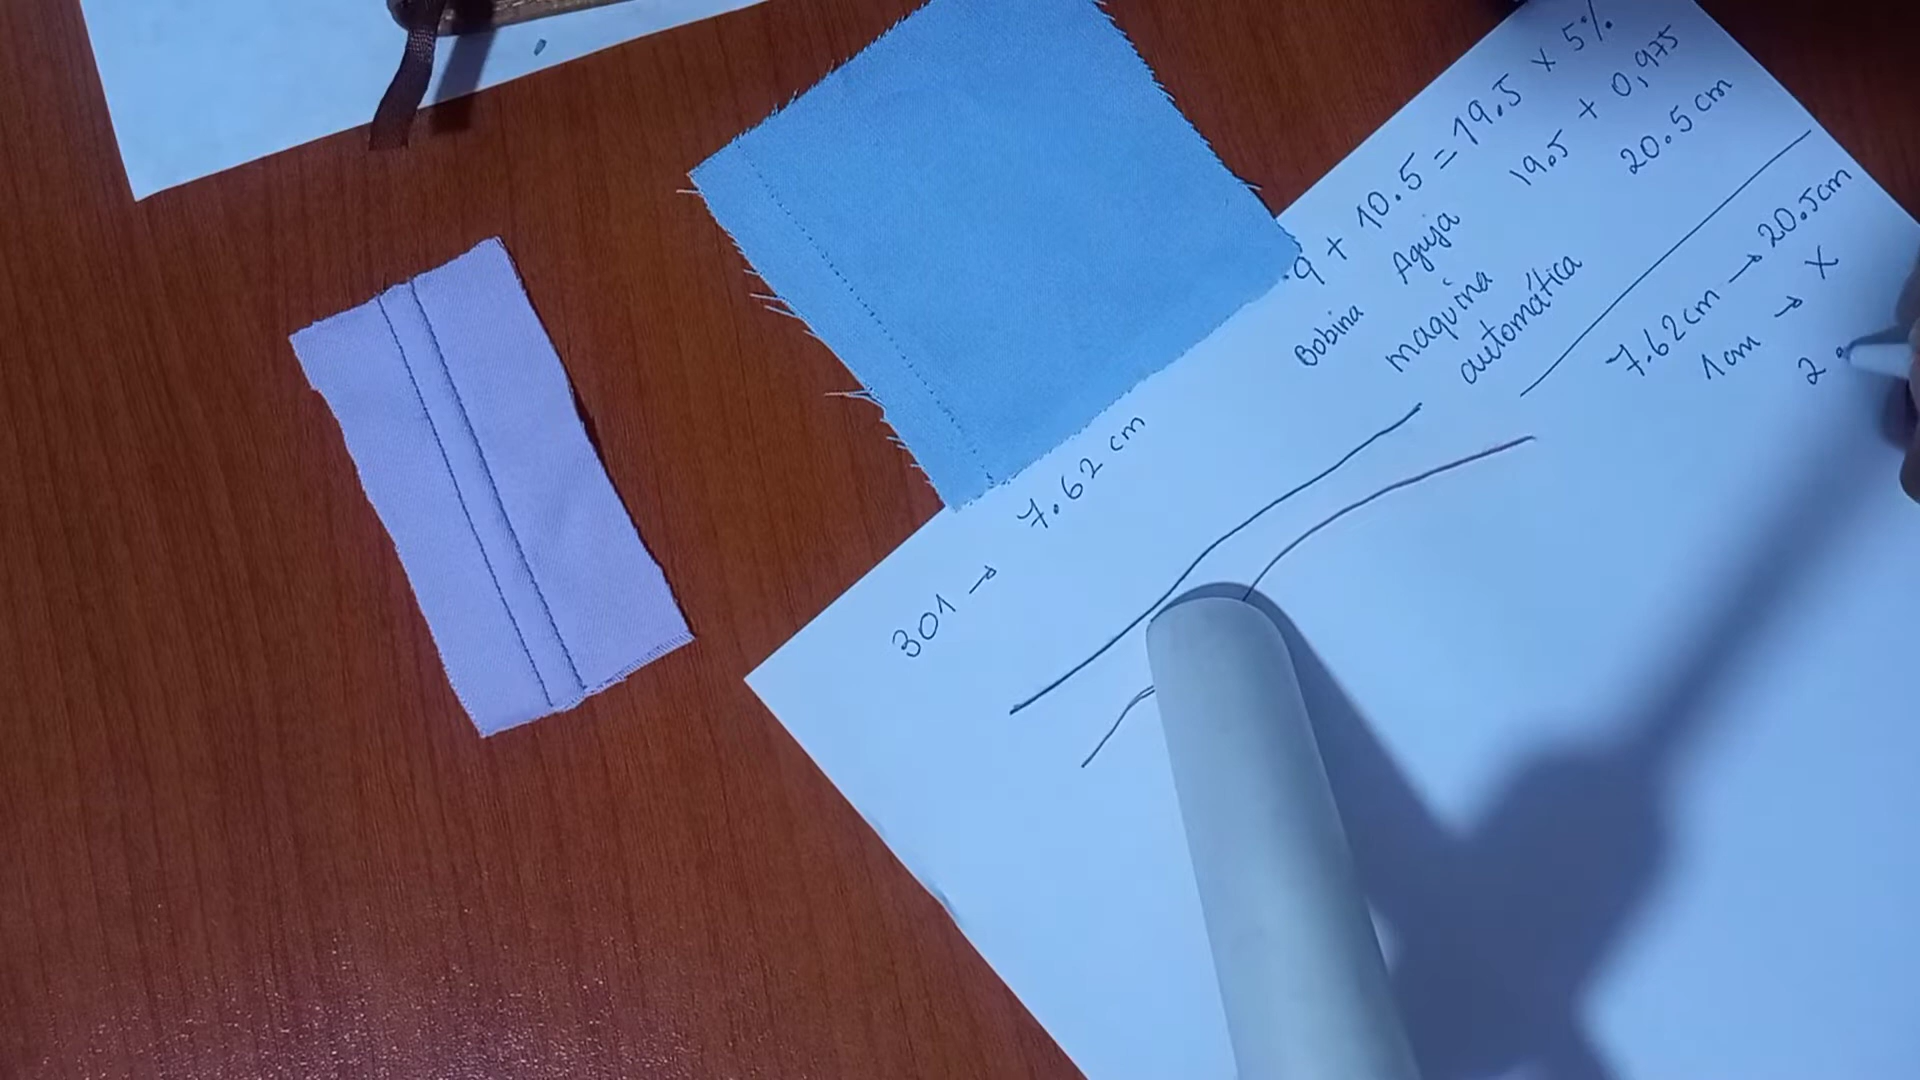 9 + 10.5 = 19.5 x 5%
Bobina Aguja 19.5 + 0,975
maquina 20.5 cm
automática
7.62cm → 20.5cm
1cm → X
2.
301 → 7.62 cm